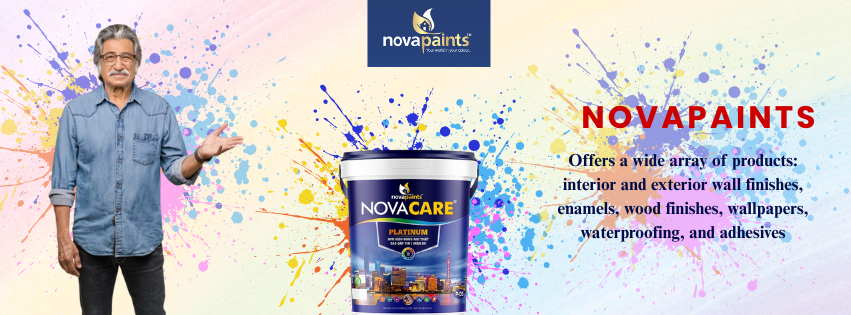 novapaints
Your world in your colour...
NOVAPAINTS
Offers a wide array of products:
interior and exterior wall finishes,
enamels, wood finishes, wallpapers,
waterproofing, and adhesives
novapaints
NOVACARE
PLATINUM